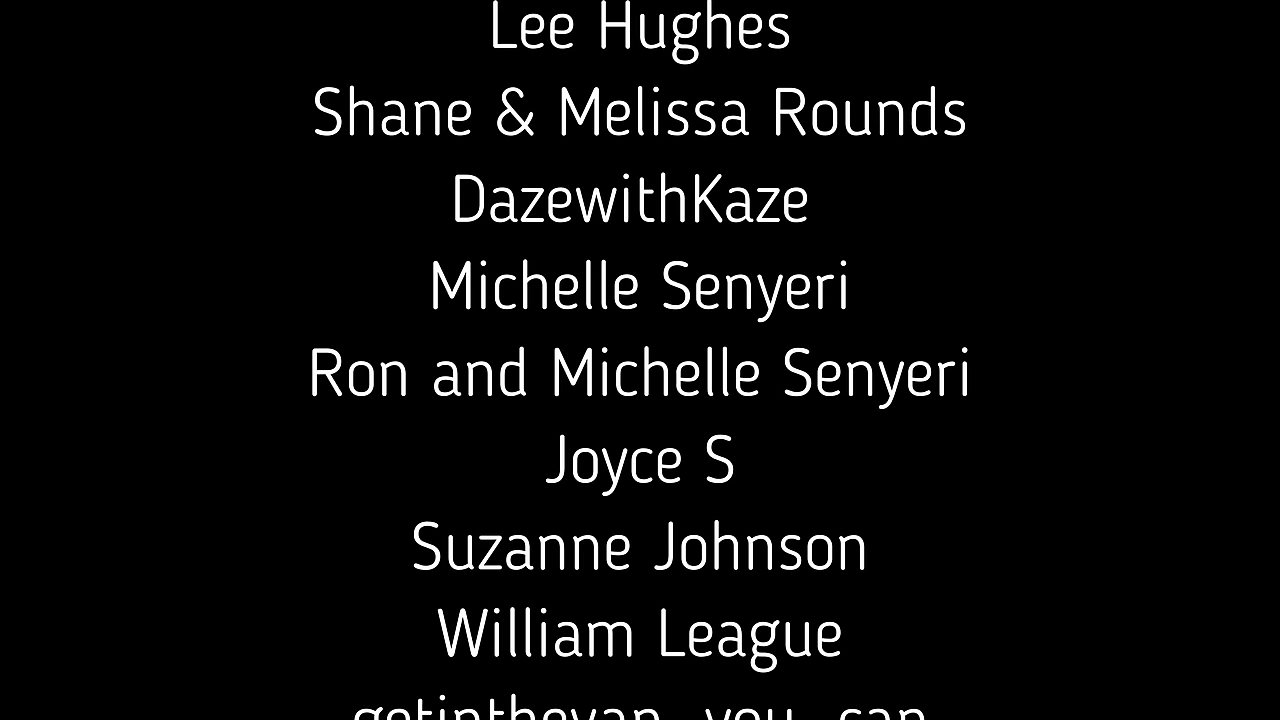 Lee Hughes
Shane & Melissa Rounds
DazewithKaze
Michelle Senyeri
Ron and Michelle Senyeri
Joyce S
Suzanne Johnson
William League